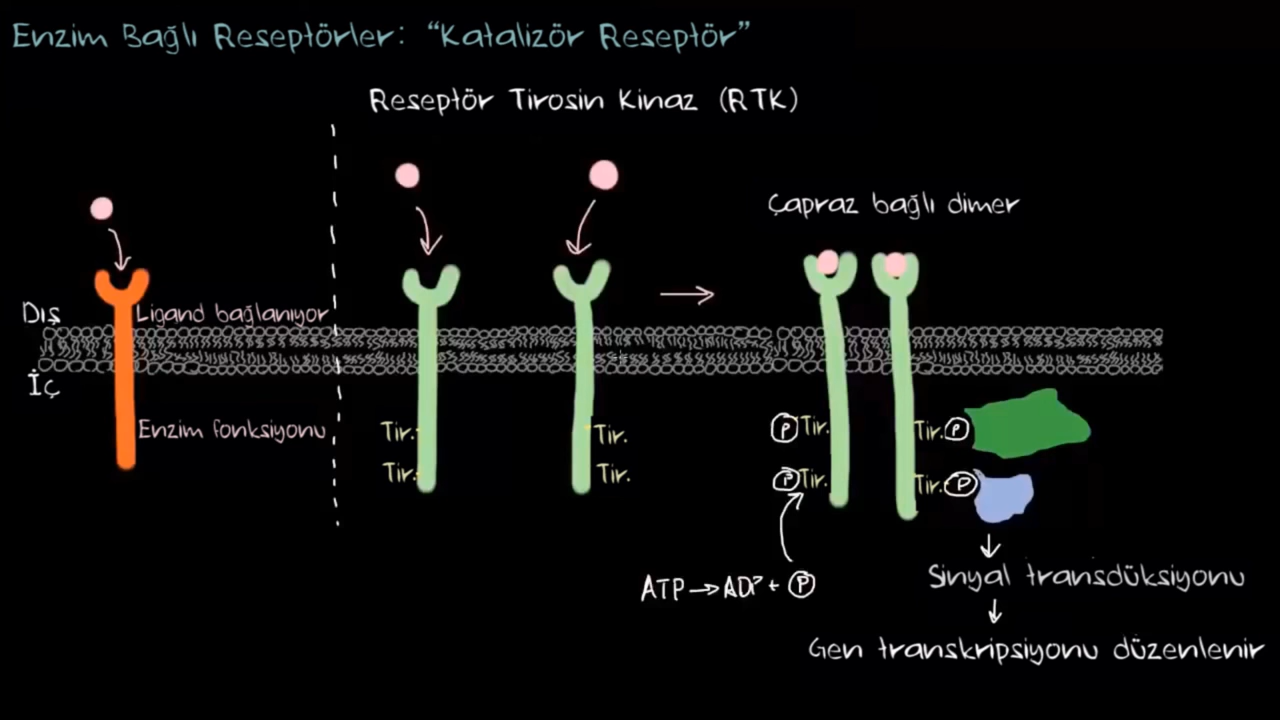 Enzim Bağlı Reseptörler: “Katalizör Reseptör”
Reseptör Tirosin Kinaz (RTK)
Çapraz bağlı dimer
Dış
Ligand bağlanıyor
İç
Enzim fonksiyonu
Tir.
Tir.
Tir.
Tir.
P Tir.
P Tir.
Tir. P
Tir. P
ATP → ADP + P
Sinyal transdüksiyonu
Gen transkripsiyonu düzenlenir